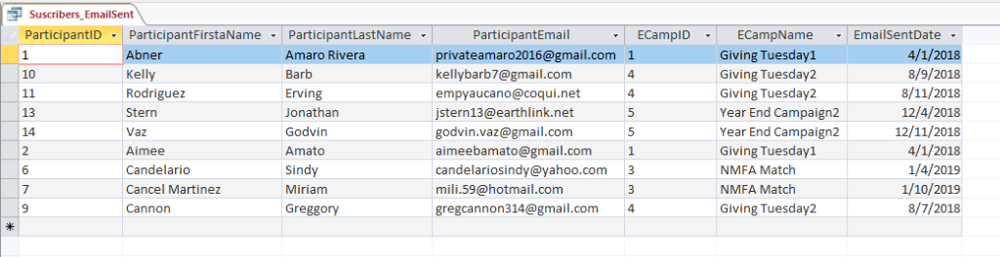 Suscribers_EmailSent
ParticipantID ParticipantFirstaName ParticipantLastName ParticipantEmail ECampID ECampName EmailSentDate
1 Abner Amaro Rivera privateamaro2016@gmail.com 1 Giving Tuesday1 4/1/2018
10 Kelly Barb kellybarb7@gmail.com 4 Giving Tuesday2 8/9/2018
11 Rodriguez Erving empyaucano@coqui.net 4 Giving Tuesday2 8/11/2018
13 Stern Jonathan jstern13@earthlink.net 5 Year End Campaign2 12/4/2018
14 Vaz Godvin godvin.vaz@gmail.com 5 Year End Campaign2 12/11/2018
2 Aimee Amato aimeebamato@gmail.com 1 Giving Tuesday1 4/1/2018
6 Candelario Sindy candelariosindy@yahoo.com 3 NMFA Match 1/4/2019
7 Cancel Martinez Miriam mili.59@hotmail.com 3 NMFA Match 1/10/2019
9 Cannon Greggory gregcannon314@gmail.com 4 Giving Tuesday2 8/7/2018